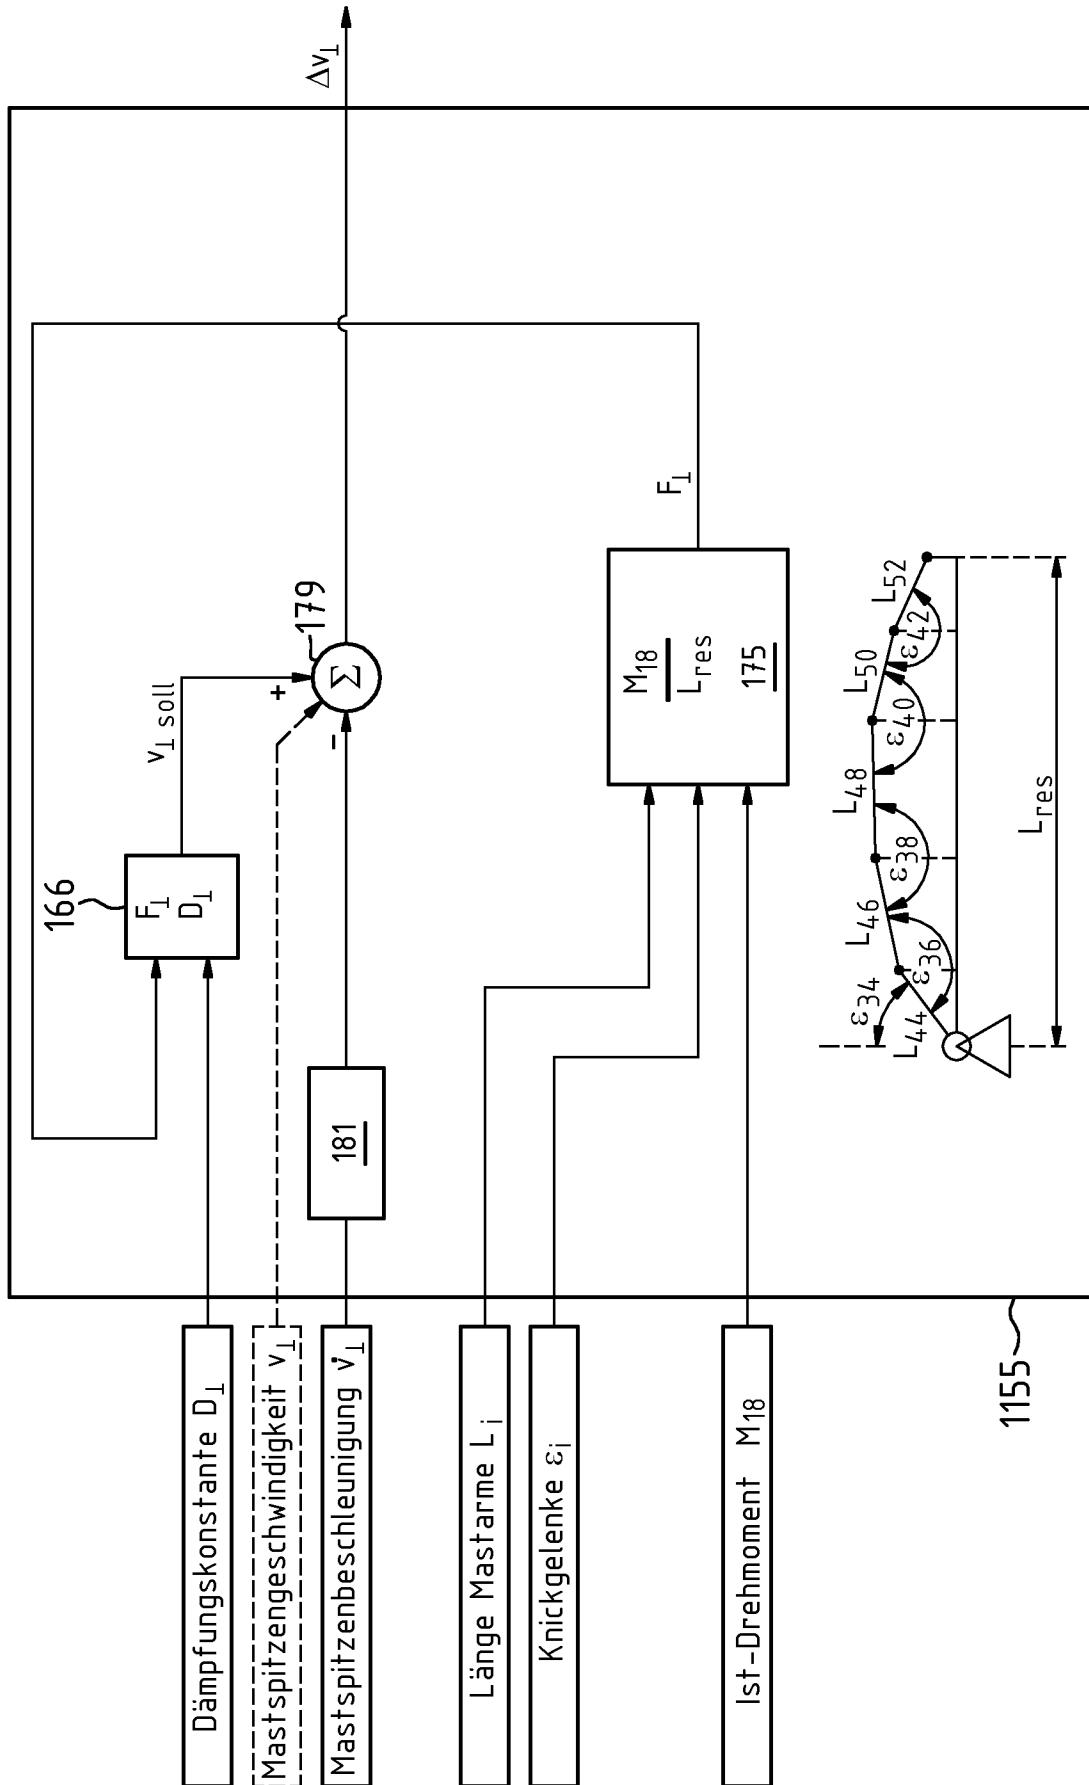 Dämpfungskonstante D⊥
Mastspitzengeschwindigkeit v⊥
Mastspitzenbeschleunigung v̇⊥
Länge Mastarme Li
Knickgelenke εi
Ist-Drehmoment M18
1155
181
166
F⊥
D⊥
v⊥ soll
+
-
Σ
179
Δv⊥
M18
Lres
175
F⊥
ε34
L44
ε36
L46
ε38
L48
ε40
L50
ε42
L52
Lres